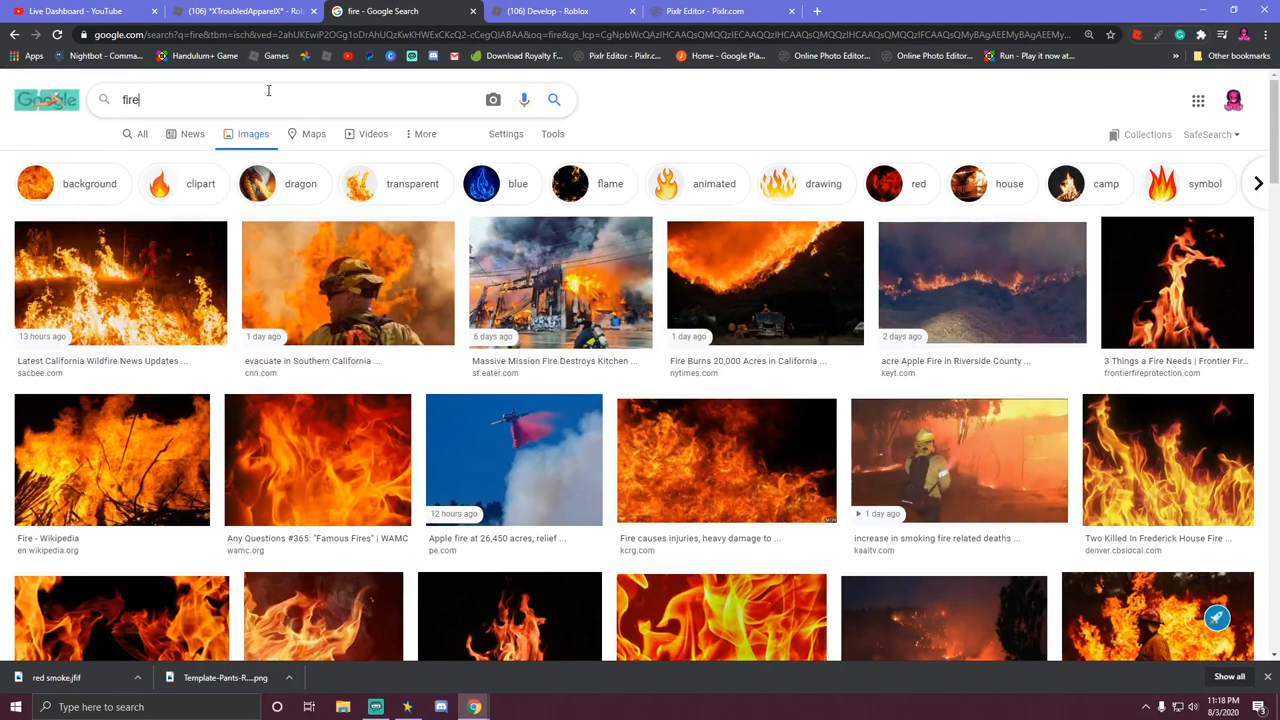 Live Dashboard - YouTube
(106) *XTroubledApparelX* - Roblox
fire - Google Search
(106) Develop - Roblox
Pixlr Editor - Pixlr.com
google.com/search?q=fire&tbm=isch&ved=
Apps
Nightbot - Comma...
Handulum+ Game
Games
Download Royalty F...
Pixlr Editor - Pixlr.c...
Home - Google Pla...
Online Photo Editor...
Online Photo Editor...
Run - Play it now at...
Other bookmarks
Google
fire
All
News
Images
Maps
Videos
More
Settings
Tools
Collections
SafeSearch
background
clipart
dragon
transparent
blue
flame
animated
drawing
red
house
camp
symbol
13 hours ago
1 day ago
6 days ago
1 day ago
2 days ago
Latest California Wildfire News Updates ...
evacuate in Southern California ...
Massive Mission Fire Destroys Kitchen ...
Fire Burns 20,000 Acres in California ...
acre Apple Fire in Riverside County ...
3 Things a Fire Needs | Frontier Fir...
sacbee.com
cnn.com
sf.eater.com
nytimes.com
keyt.com
frontierfireprotection.com
12 hours ago
1 day ago
Fire - Wikipedia
Any Questions #365: "Famous Fires" | WAMC
Apple fire at 26,450 acres, relief ...
Fire causes injuries, heavy damage to ...
increase in smoking fire related deaths ...
Two Killed In Frederick House Fire ...
en.wikipedia.org
wamc.org
pe.com
kcrg.com
kaaltv.com
denver.cbslocal.com
red smoke.jfif
Template-Pants-R....png
Show all
Type here to search
11:18 PM
8/3/2020
3